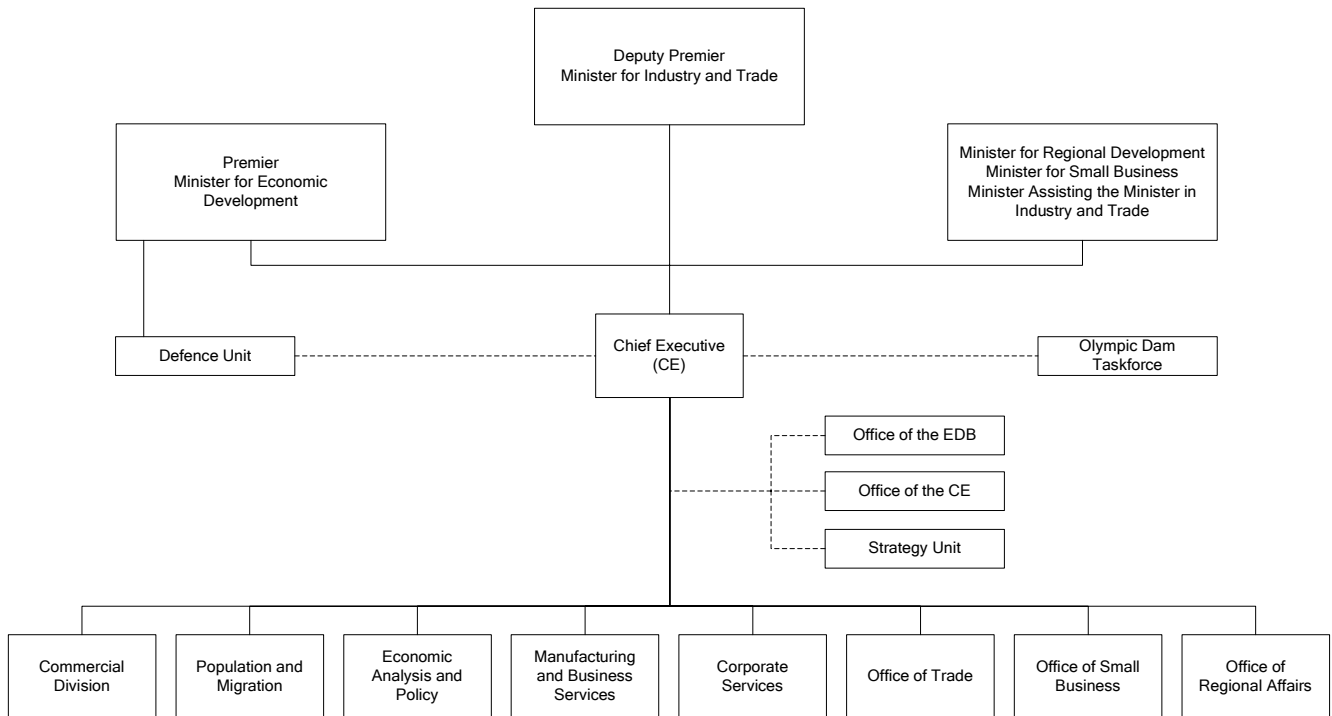 Deputy Premier
Minister for Industry and Trade
Premier
Minister for Economic
Development
Minister for Regional Development
Minister for Small Business
Minister Assisting the Minister in
Industry and Trade
Defence Unit
Chief Executive
(CE)
Olympic Dam
Taskforce
Office of the EDB
Office of the CE
Strategy Unit
Commercial
Division
Population and
Migration
Economic
Analysis and
Policy
Manufacturing
and Business
Services
Corporate
Services
Office of Trade
Office of Small
Business
Office of
Regional Affairs